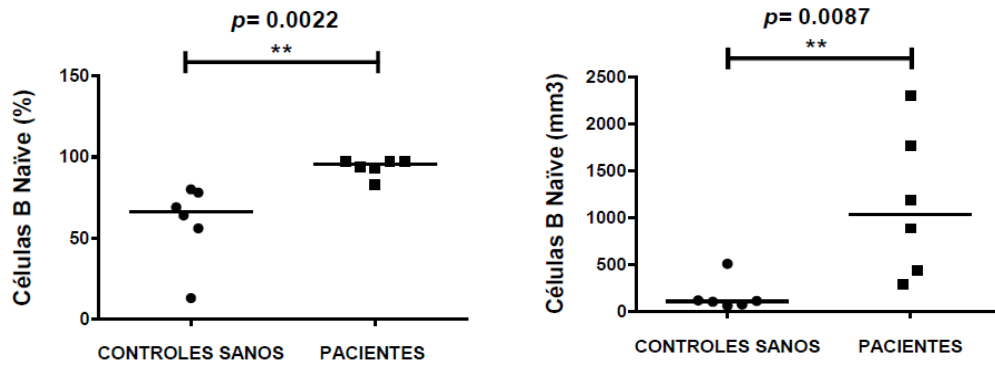 p= 0.0022
**
Células B Naïve (%)
150
100
50
0
CONTROLES SANOS
PACIENTES
p= 0.0087
**
Células B Naïve (mm3)
2500
2000
1500
1000
500
0
CONTROLES SANOS
PACIENTES